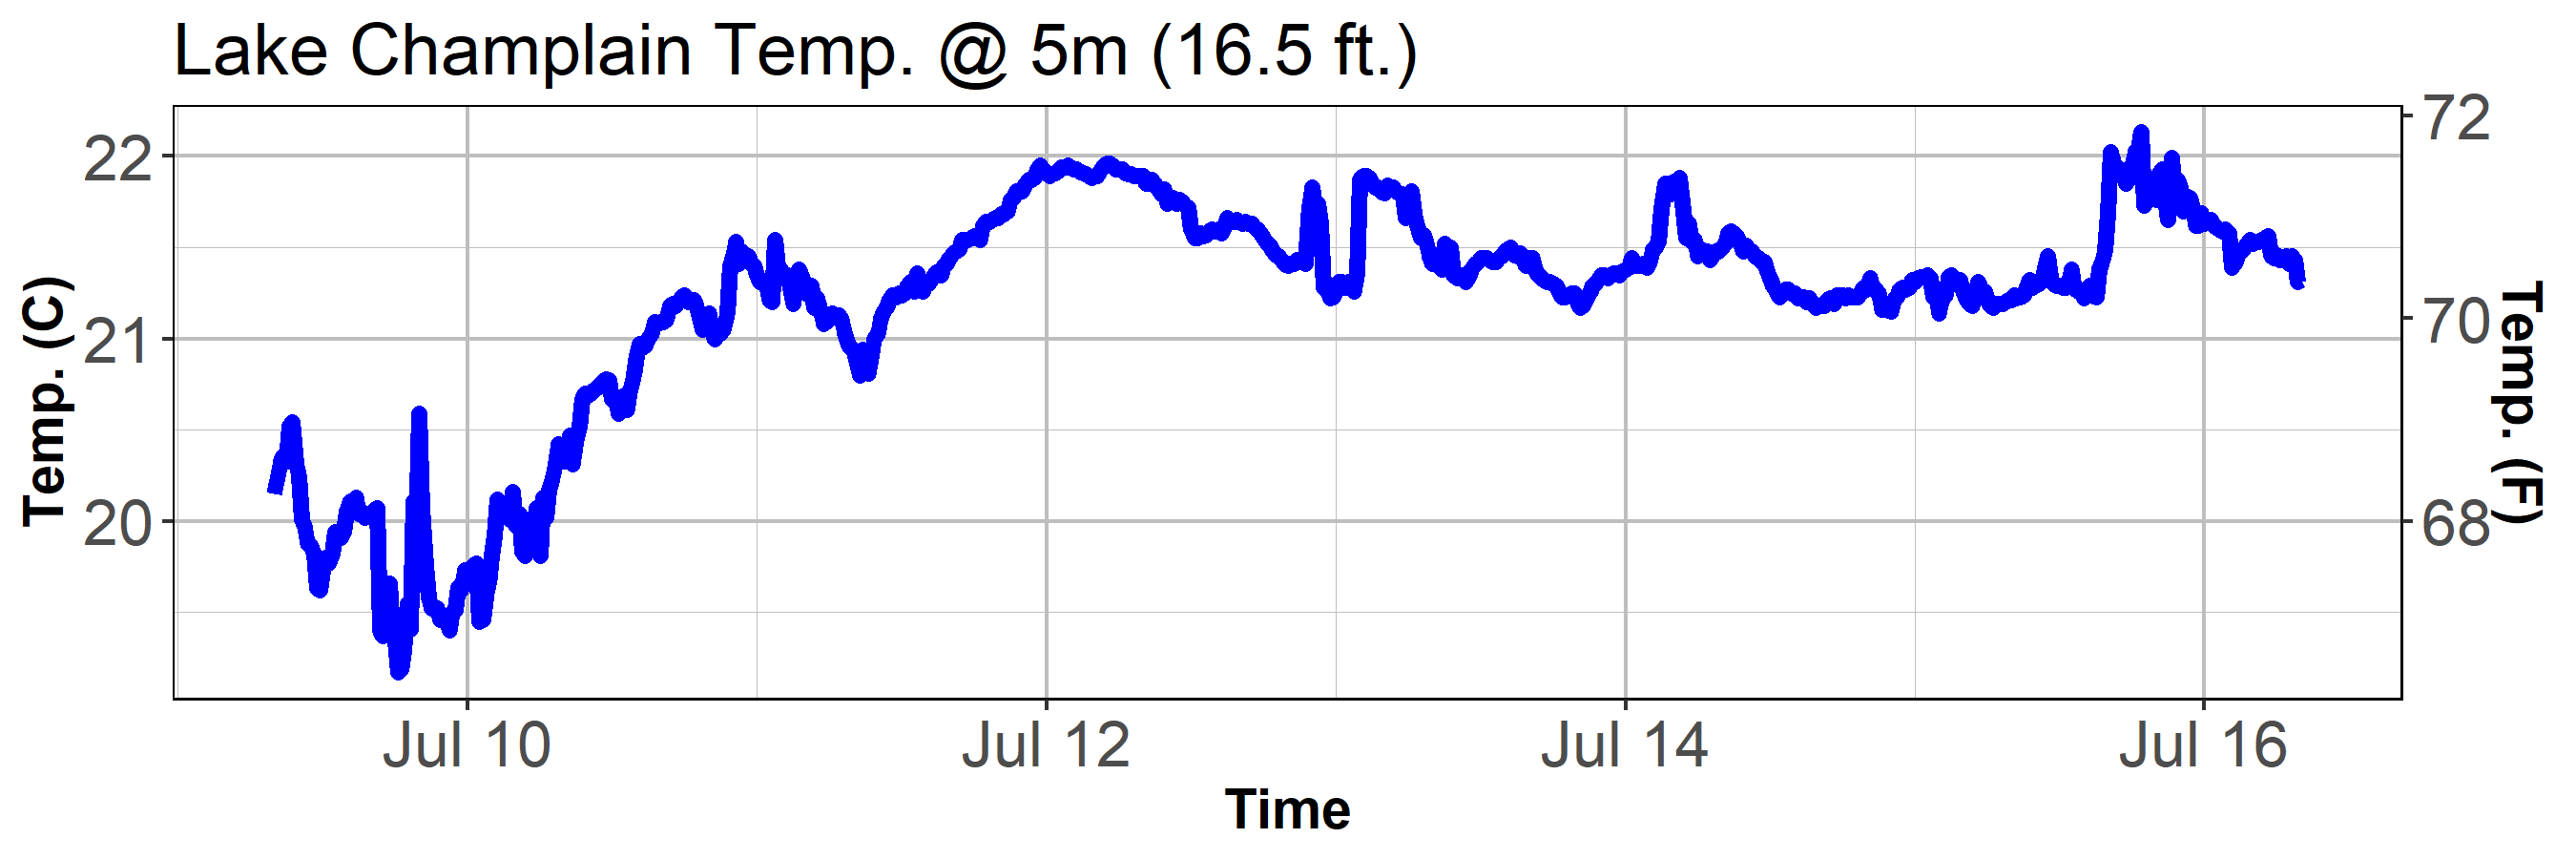 Lake Champlain Temp. @ 5m (16.5 ft.)
Temp. (C)
22
21
20
72
70
68
Temp. (F)
Jul 10 Jul 12 Jul 14 Jul 16
Time